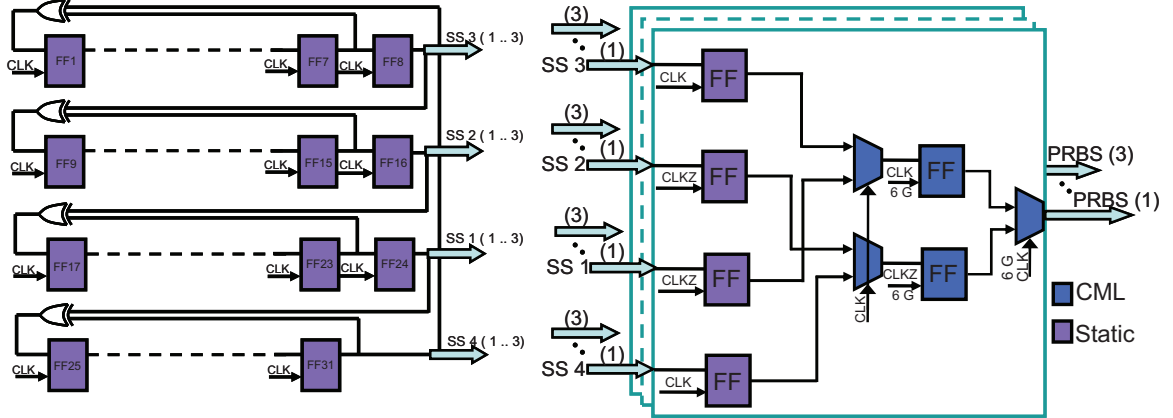 SS 3 ( 1 .. 3)
FF1
FF7
FF8
CLK
CLK
CLK
SS 2 ( 1 .. 3)
FF9
FF15
FF16
CLK
CLK
CLK
SS 1 ( 1 .. 3)
FF17
FF23
FF24
CLK
CLK
CLK
SS 4 ( 1 .. 3)
FF25
FF31
CLK
CLK
(3)
(1)
SS 3
CLK
FF
(3)
(1)
SS 2
CLKZ
FF
(3)
(1)
SS 1
CLKZ
FF
(3)
(1)
SS 4
CLK
FF
CLK
6 G
FF
CLKZ
6 G
FF
CLK
6 G
CLK
PRBS (3)
PRBS (1)
CML
Static